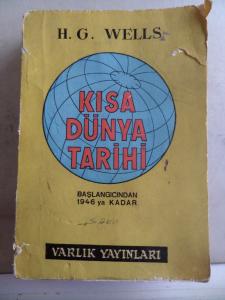 H. G. WELLS
KISA
DÜNYA
TARİHİ
BAŞLANGICINDAN
1946 ya KADAR
VARLIK YAYINLARI